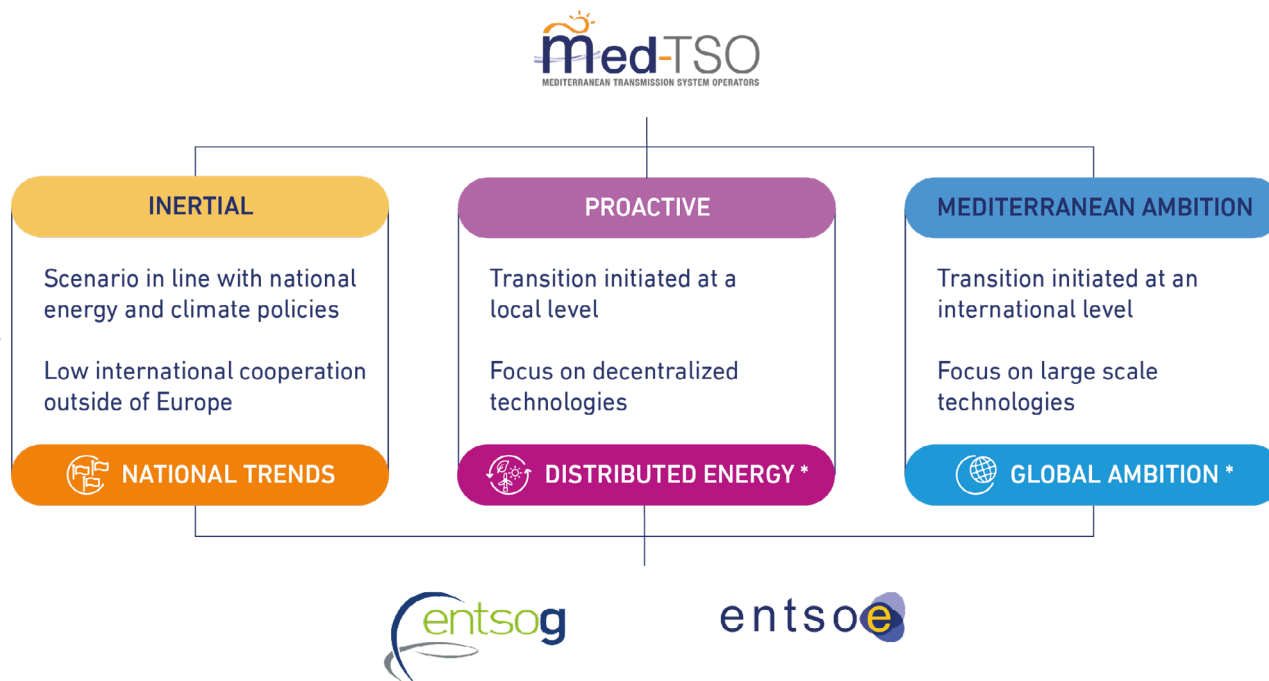 med-TSO
MEDITERRANEAN TRANSMISSION SYSTEM OPERATORS
INERTIAL
Scenario in line with national
energy and climate policies
Low international cooperation
outside of Europe
NATIONAL TRENDS
PROACTIVE
Transition initiated at a
local level
Focus on decentralized
technologies
DISTRIBUTED ENERGY *
MEDITERRANEAN AMBITION
Transition initiated at an
international level
Focus on large scale
technologies
GLOBAL AMBITION *
entsog
entsoe